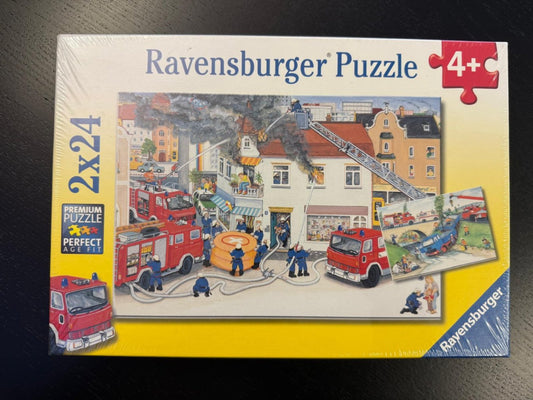 Ravensburger® Puzzle
4+
2x24
PREMIUM
PUZZLE
PERFECT
AGE FIT
Ravensburger